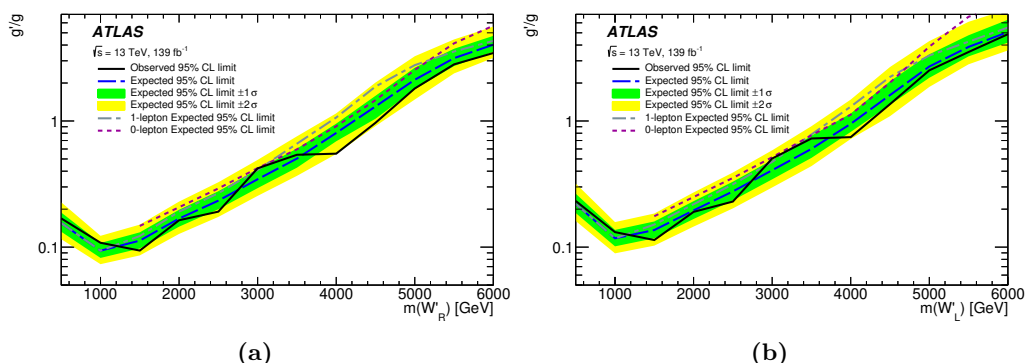 g'/g
ATLAS
√s = 13 TeV, 139 fb⁻¹
Observed 95% CL limit
Expected 95% CL limit
Expected 95% CL limit ±1σ
Expected 95% CL limit ±2σ
1-lepton Expected 95% CL limit
0-lepton Expected 95% CL limit
1
0.1
1000 2000 3000 4000 5000 6000
m(W'_R) [GeV]
(a)
g'/g
ATLAS
√s = 13 TeV, 139 fb⁻¹
Observed 95% CL limit
Expected 95% CL limit
Expected 95% CL limit ±1σ
Expected 95% CL limit ±2σ
1-lepton Expected 95% CL limit
0-lepton Expected 95% CL limit
1
0.1
1000 2000 3000 4000 5000 6000
m(W'_L) [GeV]
(b)